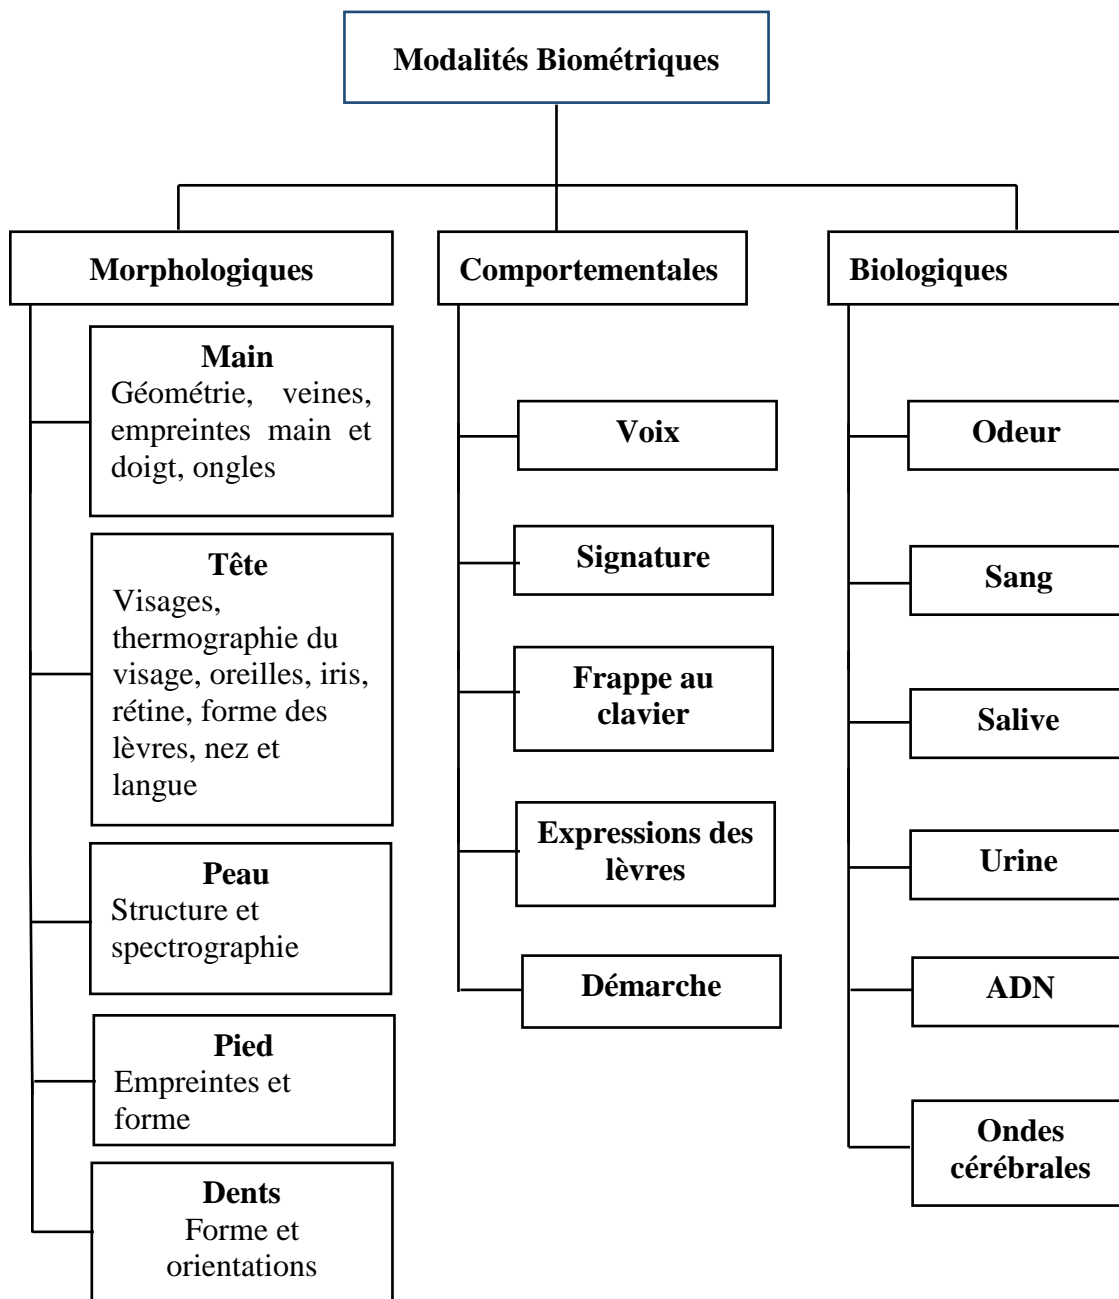 Modalités Biométriques
Morphologiques
Main
Géométrie, veines,
empreintes main et
doigt, ongles
Tête
Visages,
thermographie du
visage, oreilles, iris,
rétine, forme des
lèvres, nez et
langue
Peau
Structure et
spectrographie
Pied
Empreintes et
forme
Dents
Forme et
orientations
Comportementales
Voix
Signature
Frappe au
clavier
Expressions des
lèvres
Démarche
Biologiques
Odeur
Sang
Salive
Urine
ADN
Ondes
cérébrales